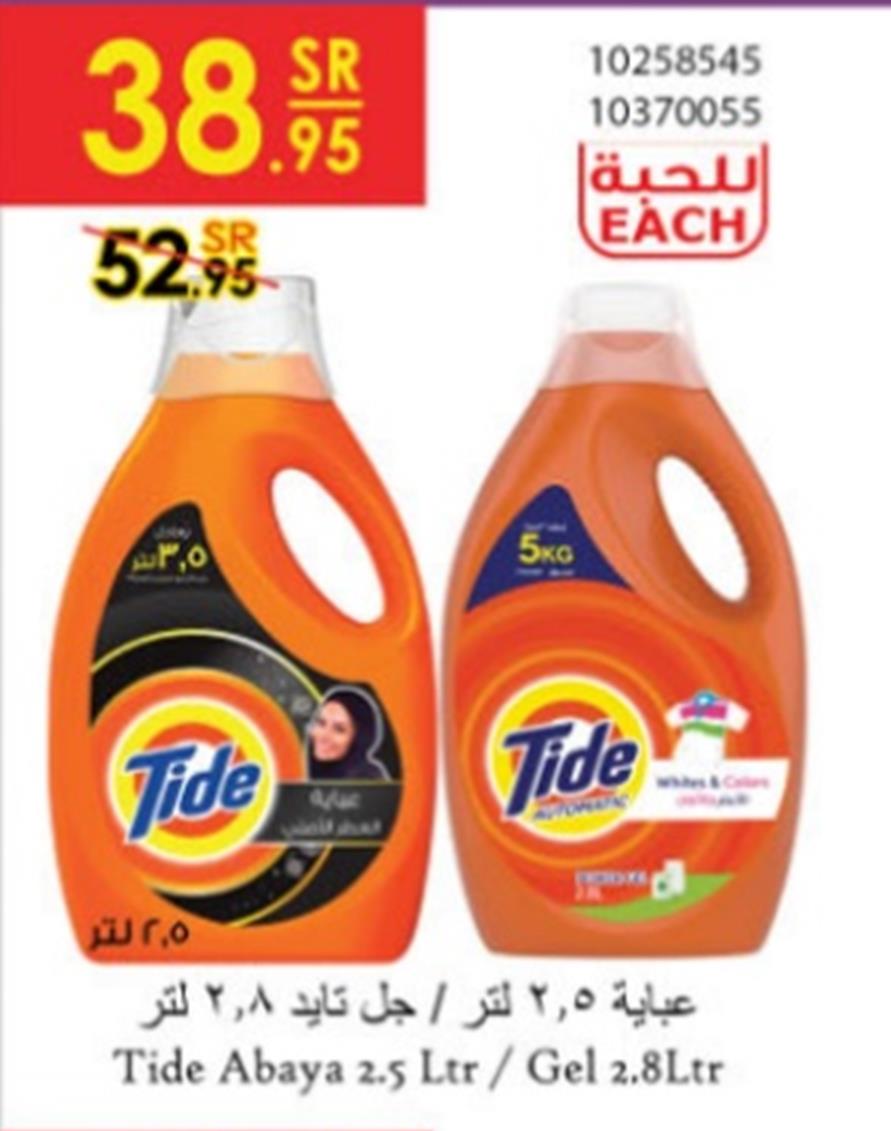 38.95 SR
10258545
10370055
للحبة
EACH
52.95 SR
٣,٥ لتر
5KG
Tide
عباية
Tide
AUTOMATIC
Whites & Colors
٢,٥ لتر
عباية ٢,٥ لتر / جل تايد ٢,٨ لتر
Tide Abaya 2.5 Ltr / Gel 2.8Ltr